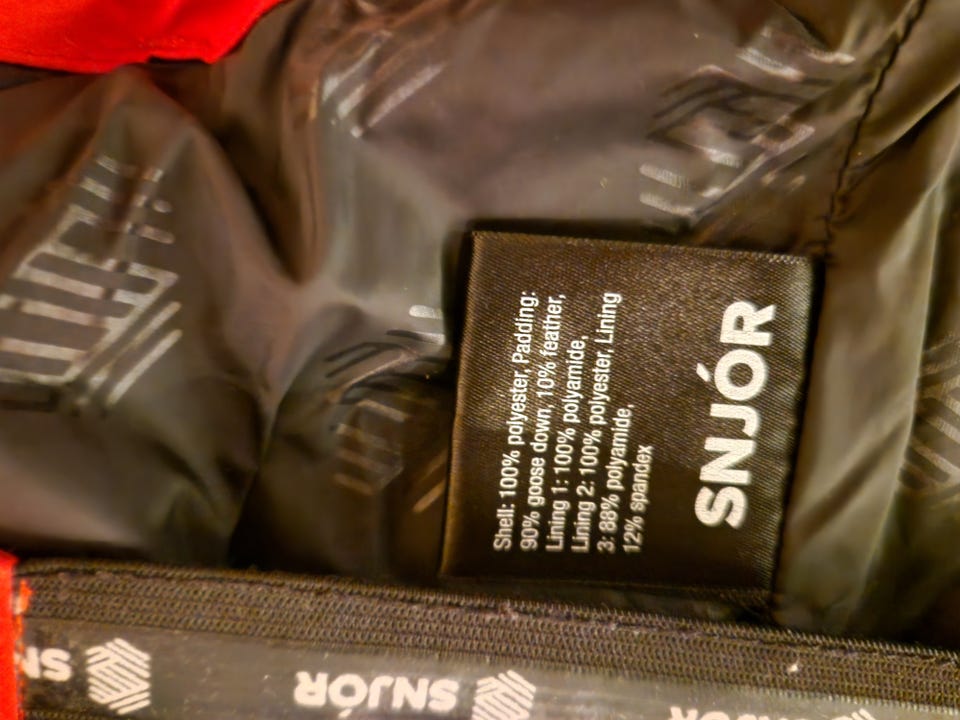 Shell: 100% polyester, Padding:
90% goose down, 10% feather,
Lining 1: 100% polyamide,
Lining 2: 100% polyester, Lining
3: 88% polyamide,
12% spandex
SNJÓR
SNJÓR